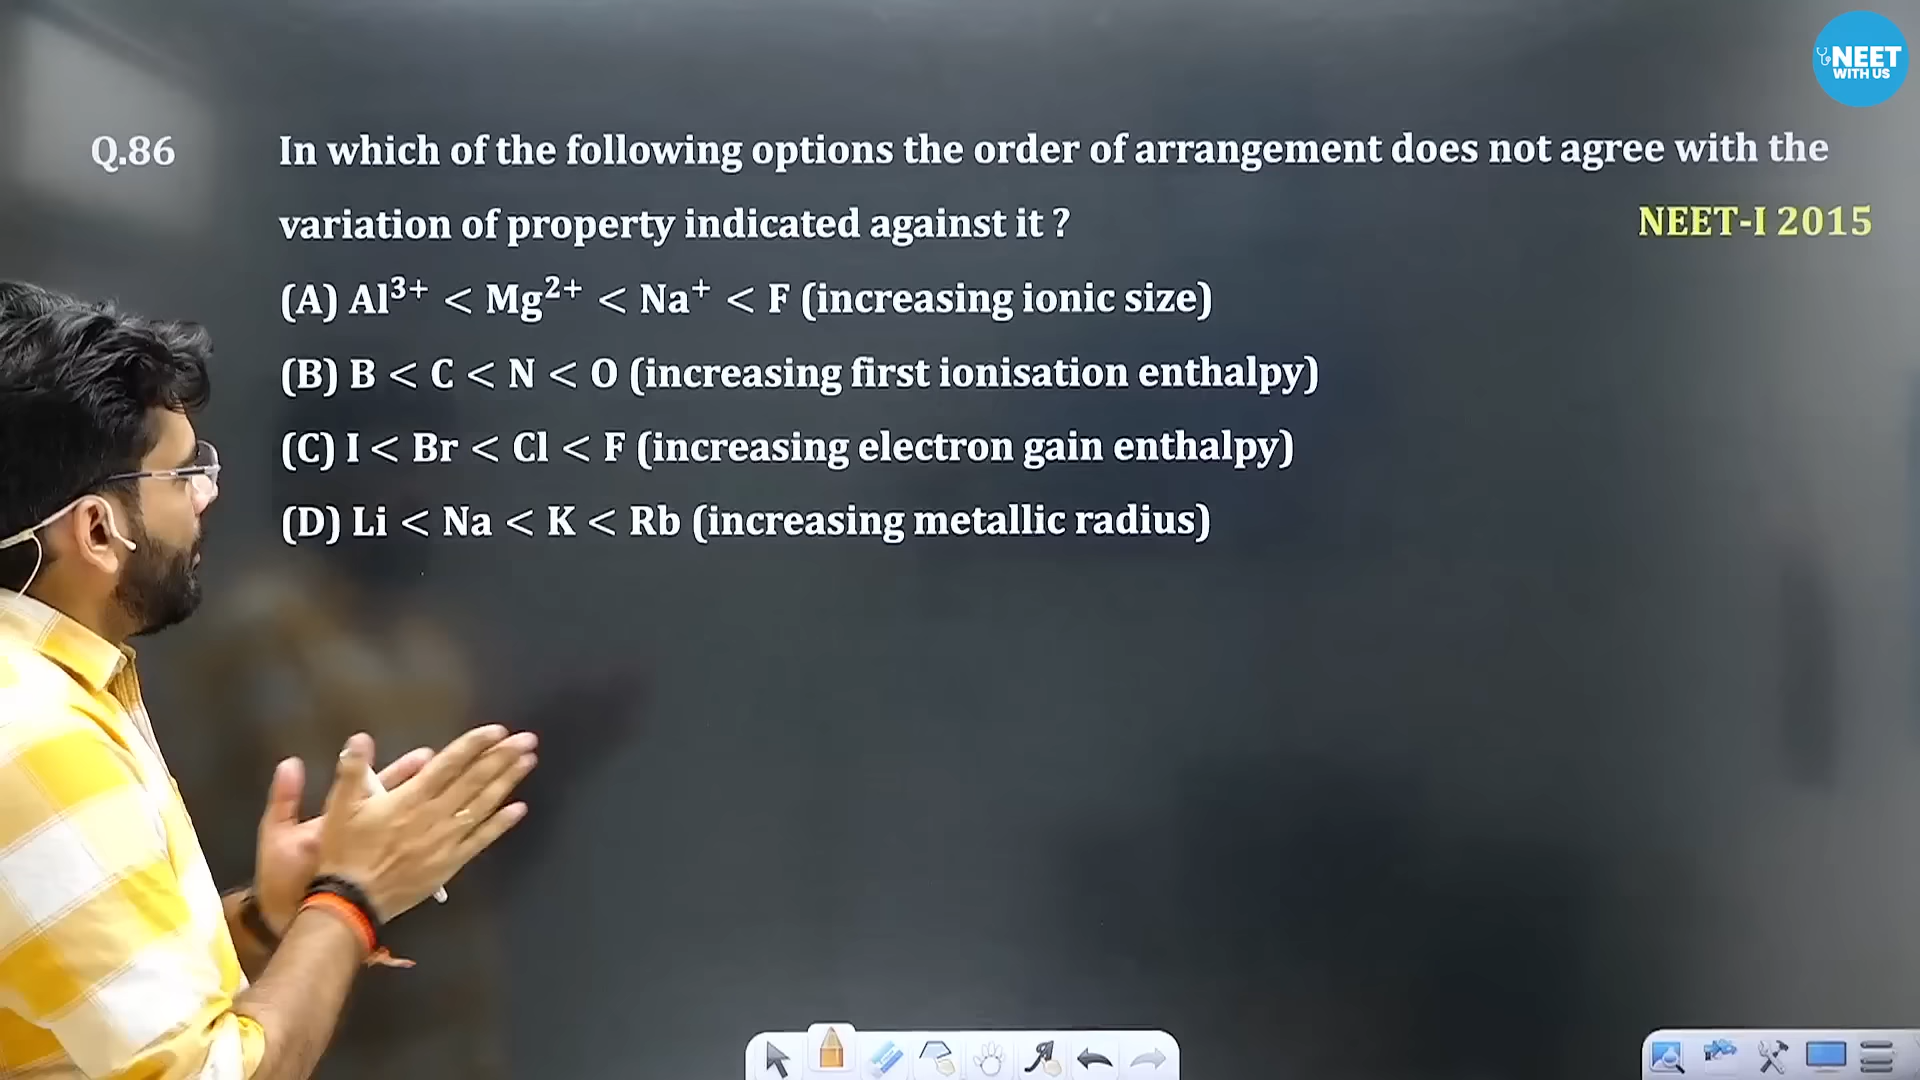 NEET
WITH US
Q.86 In which of the following options the order of arrangement does not agree with the
variation of property indicated against it ? NEET-I 2015
(A) Al³⁺ < Mg²⁺ < Na⁺ < F (increasing ionic size)
(B) B < C < N < O (increasing first ionisation enthalpy)
(C) I < Br < Cl < F (increasing electron gain enthalpy)
(D) Li < Na < K < Rb (increasing metallic radius)